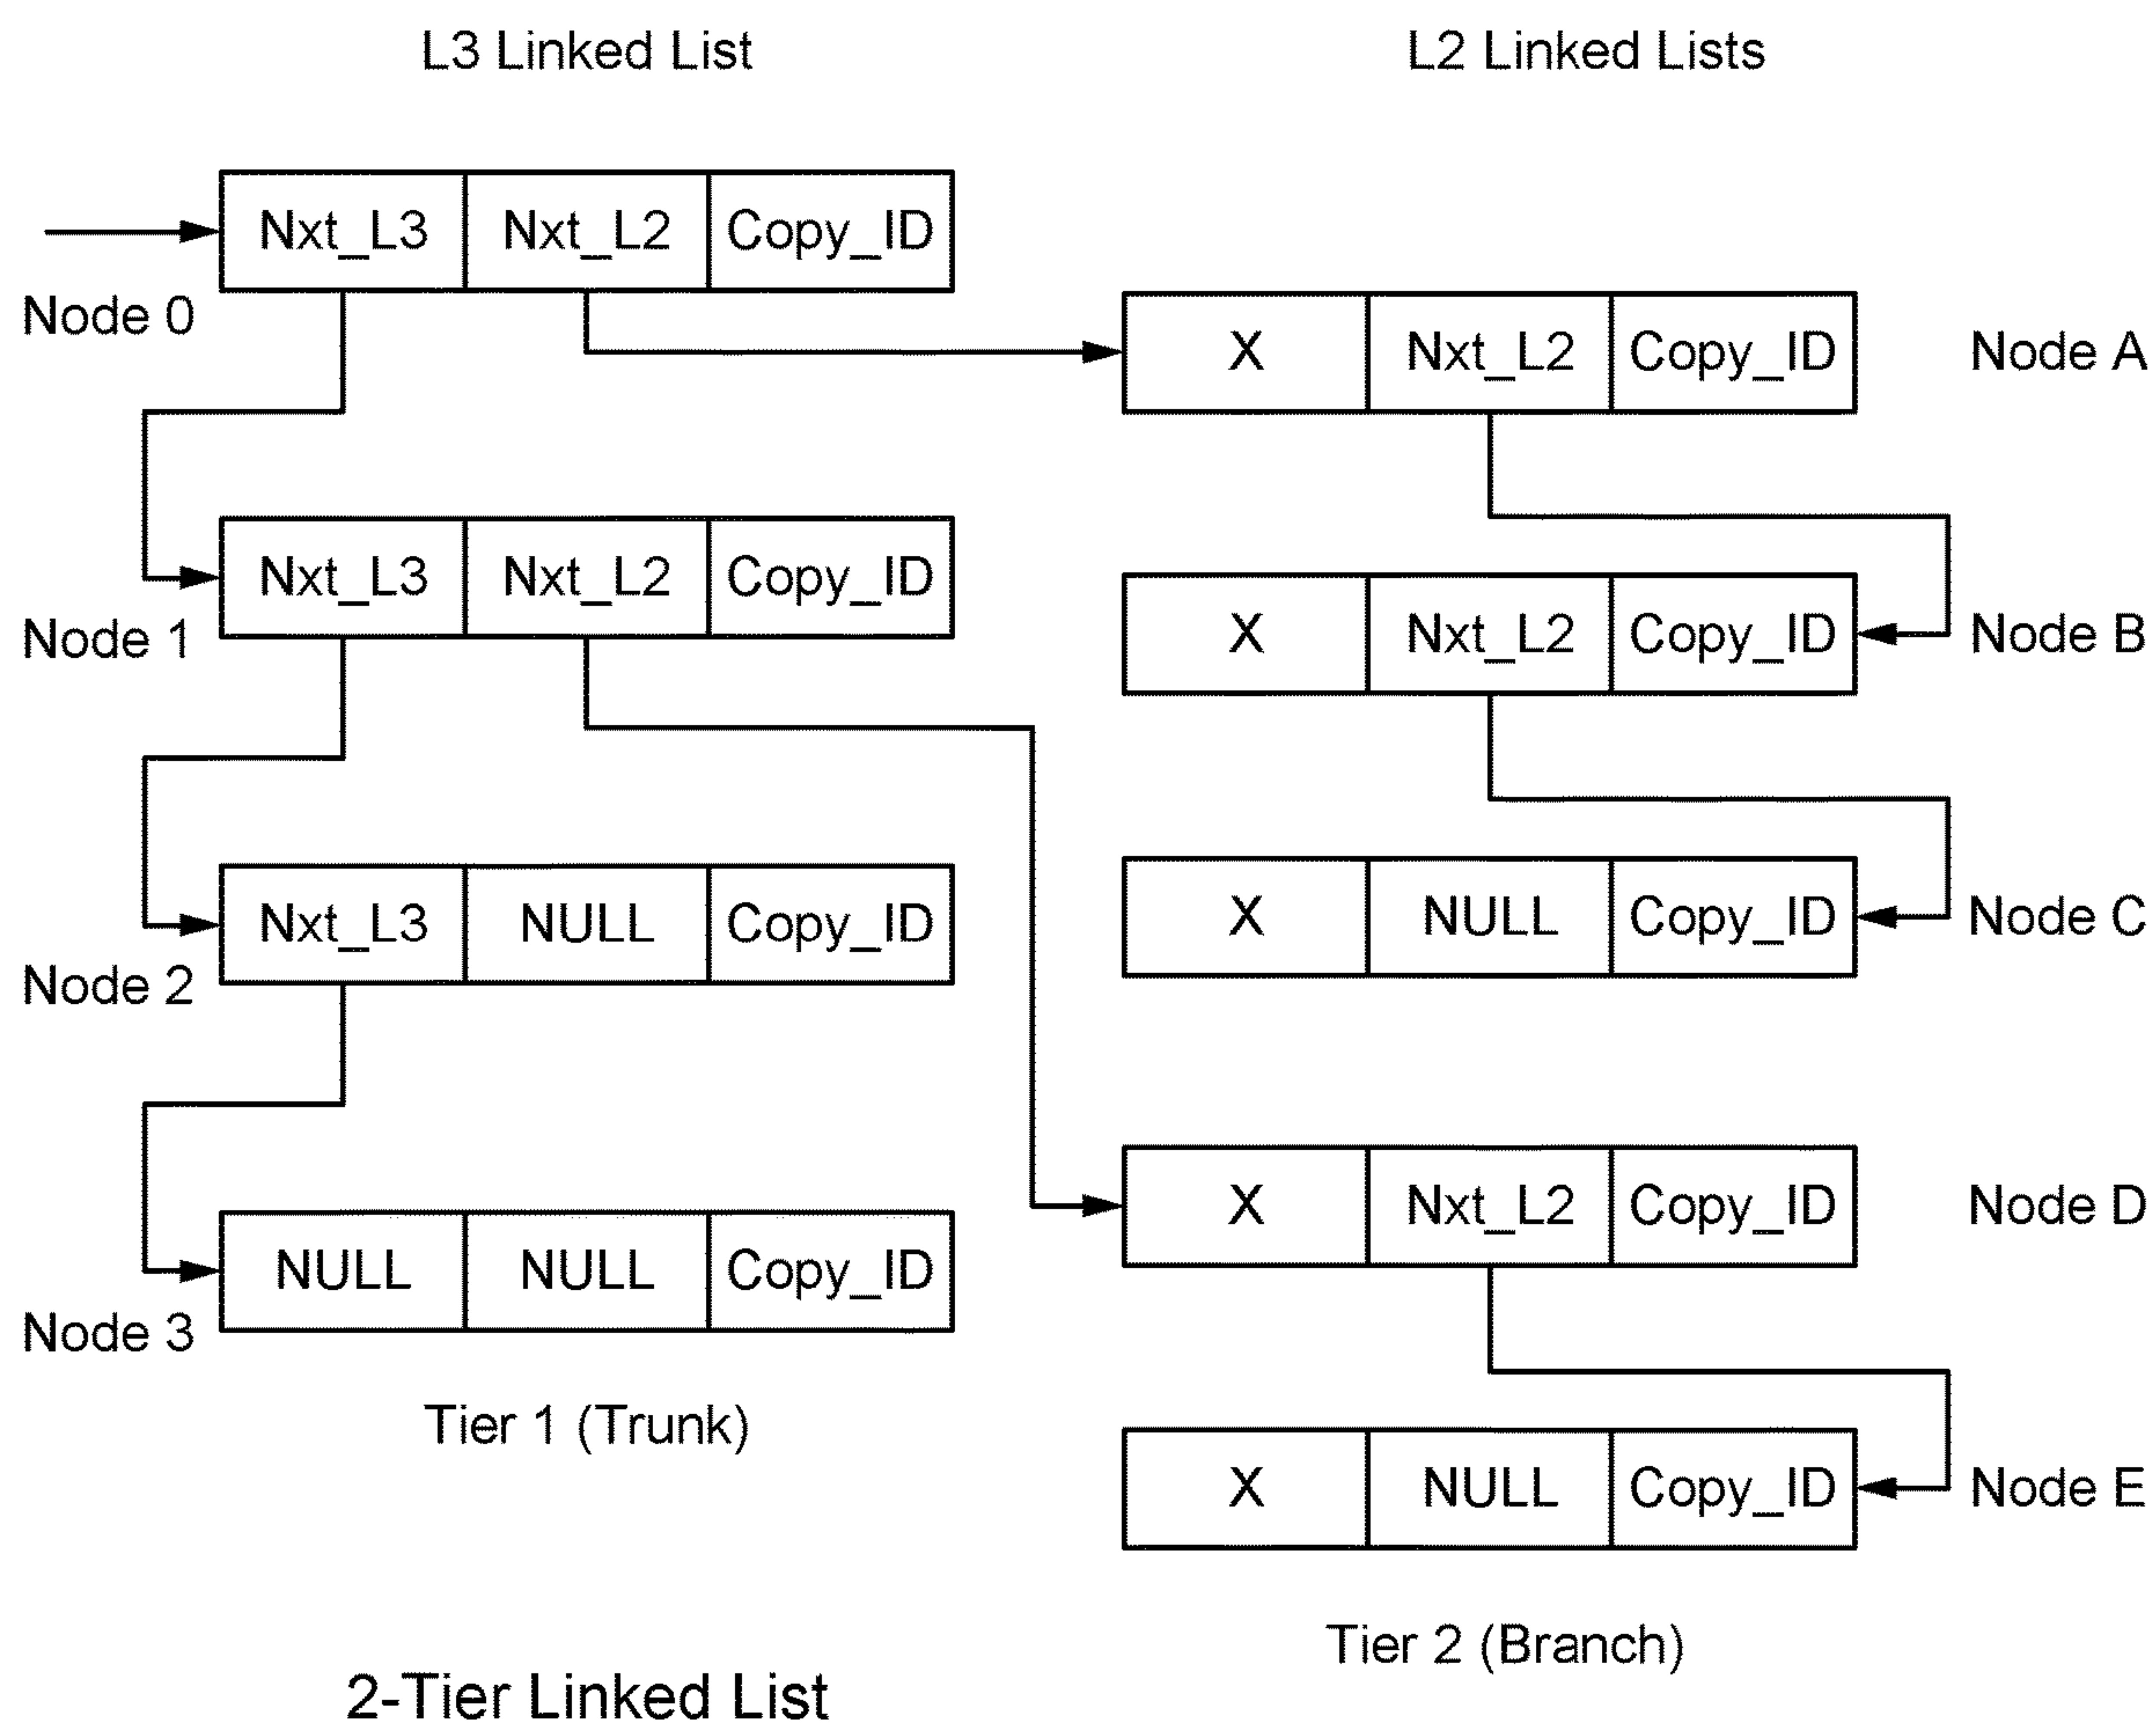 L3 Linked List
L2 Linked Lists
Nxt_L3 Nxt_L2 Copy_ID
Node 0
X Nxt_L2 Copy_ID Node A
Nxt_L3 Nxt_L2 Copy_ID
Node 1
X Nxt_L2 Copy_ID Node B
Nxt_L3 NULL Copy_ID
Node 2
X NULL Copy_ID Node C
X Nxt_L2 Copy_ID Node D
NULL NULL Copy_ID
Node 3
Tier 1 (Trunk)
X NULL Copy_ID Node E
Tier 2 (Branch)
2-Tier Linked List